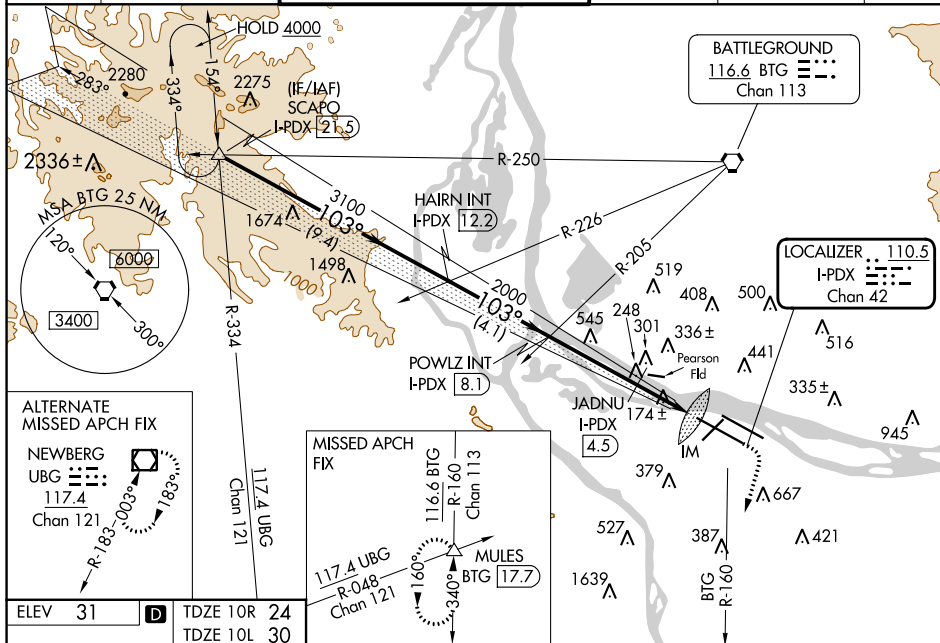 HOLD 4000
154°
334°
283°
2280
2275
(IF/IAF)
SCAPO
I-PDX 21.5
2336±
BATTLEGROUND
116.6 BTG
Chan 113
R-250
3100
103°
(9.4)
1674
1498
1000
HAIRN INT
I-PDX 12.2
R-226
R-205
2000
103°
(4.1)
MSA BTG 25 NM
120°
6000
3400
300°
R-334
117.4 UBG
Chan 121
POWLZ INT
I-PDX 8.1
LOCALIZER 110.5
I-PDX
Chan 42
519
408
500
545
248
301
336±
516
Pearson
Fld
441
335±
JADNU
I-PDX
4.5
174±
IM
945
379
667
527
387
421
1639
BTG
R-160
ALTERNATE
MISSED APCH FIX
NEWBERG
UBG
117.4
Chan 121
R-183-003°
183°
MISSED APCH
FIX
116.6 BTG
R-160
Chan 113
117.4 UBG
R-048
Chan 121
160°
340°
MULES
BTG 17.7
ELEV 31
D
TDZE 10R 24
TDZE 10L 30